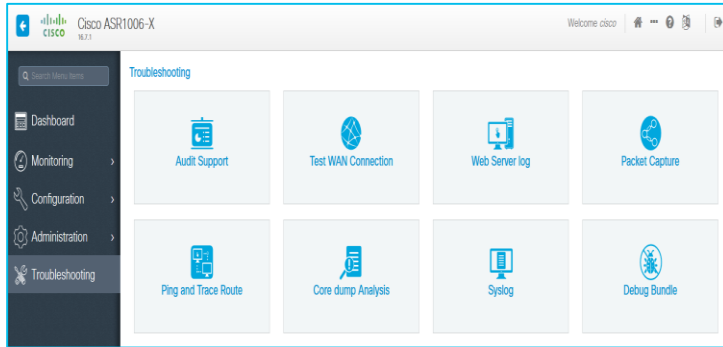 CISCO
Cisco ASR1006-X
16.7.1
Welcome cisco
Search Menu Items
Dashboard
Monitoring
Configuration
Administration
Troubleshooting
Troubleshooting
Audit Support
Test WAN Connection
Web Server log
Packet Capture
Ping and Trace Route
Core dump Analysis
Syslog
Debug Bundle